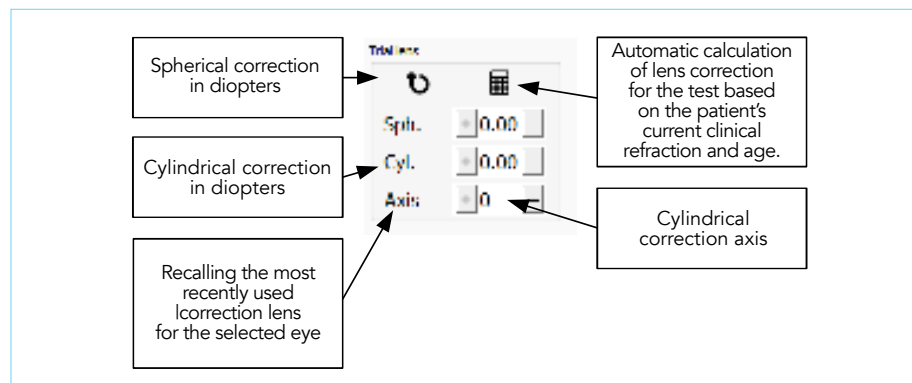 Spherical correction
in diopters
Cylindrical correction
in diopters
Recalling the most
recently used
lcorrection lens
for the selected eye
Trial lens
Sph.
0.00
Cyl.
0.00
Axis
0
Automatic calculation
of lens correction
for the test based
on the patient’s
current clinical
refraction and age.
Cylindrical
correction axis